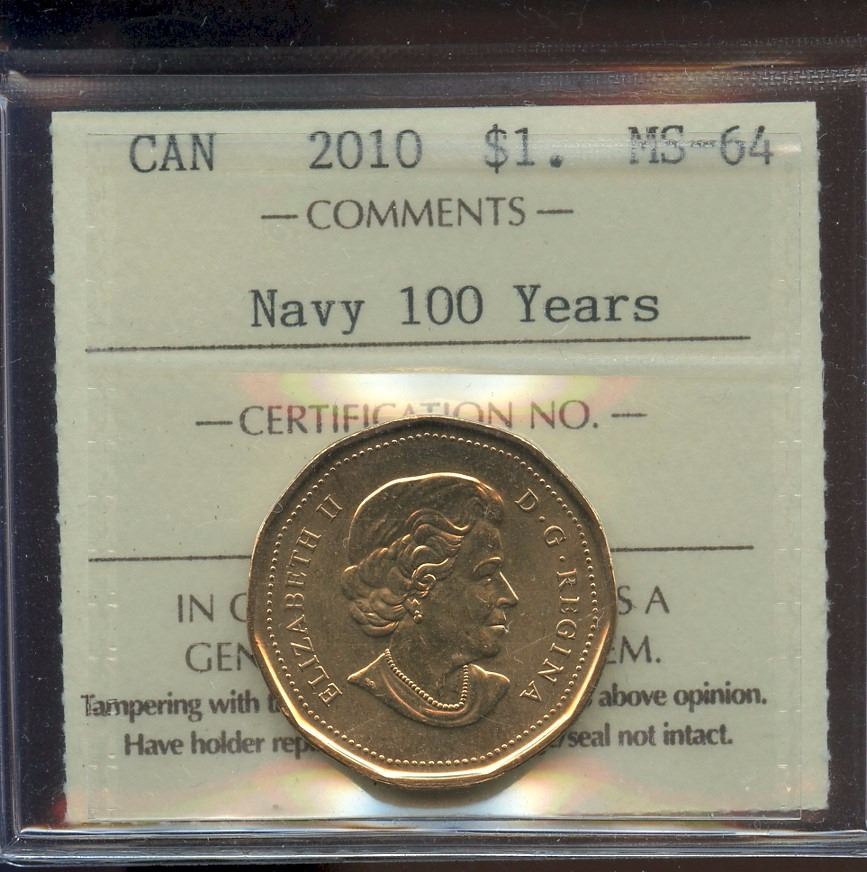 CAN 2010 $1. MS-64
— COMMENTS —
Navy 100 Years
— CERTIFICATION NO. —
ELIZABETH II D·G·REGINA
IN S A
GEN EM.
Tampering with above opinion.
Have holder seal not intact.